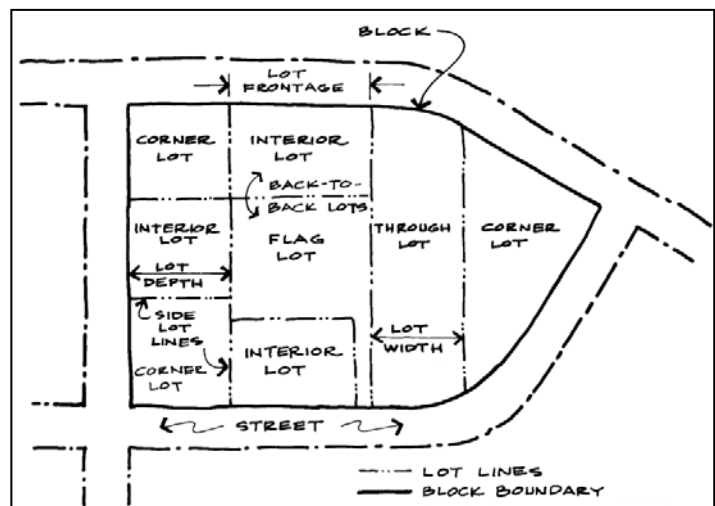 BLOCK
LOT
FRONTAGE
CORNER
LOT
INTERIOR
LOT
BACK-TO-
BACK LOTS
INTERIOR
LOT
FLAG
LOT
THROUGH
LOT
CORNER
LOT
LOT
DEPTH
SIDE
LOT
LINES
CORNER
LOT
INTERIOR
LOT
LOT
WIDTH
STREET
LOT LINES
BLOCK BOUNDARY